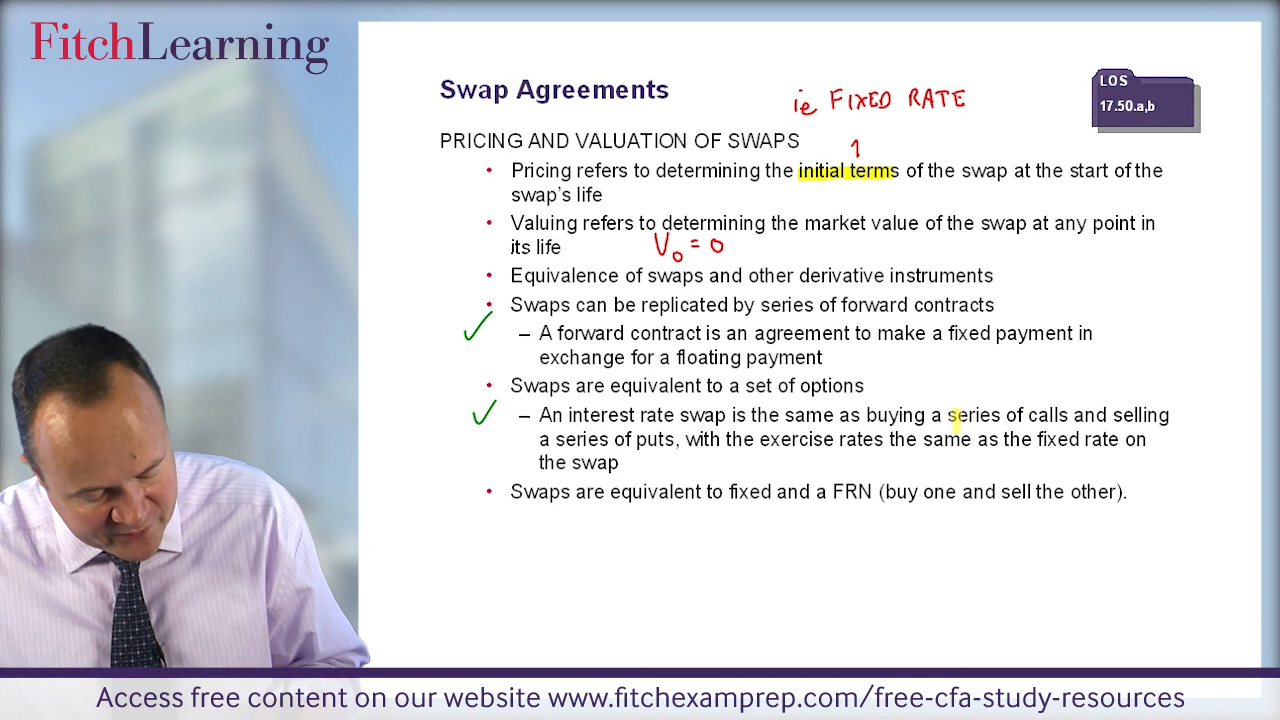 FitchLearning
Swap Agreements
ie FIXED RATE
LOS
17.50.a,b
PRICING AND VALUATION OF SWAPS
• Pricing refers to determining the initial terms of the swap at the start of the
swap's life
• Valuing refers to determining the market value of the swap at any point in
its life
V₀ = 0
• Equivalence of swaps and other derivative instruments
• Swaps can be replicated by series of forward contracts
– A forward contract is an agreement to make a fixed payment in
exchange for a floating payment
• Swaps are equivalent to a set of options
– An interest rate swap is the same as buying a series of calls and selling
a series of puts, with the exercise rates the same as the fixed rate on
the swap
• Swaps are equivalent to fixed and a FRN (buy one and sell the other).
Access free content on our website www.fitchexamprep.com/free-cfa-study-resources